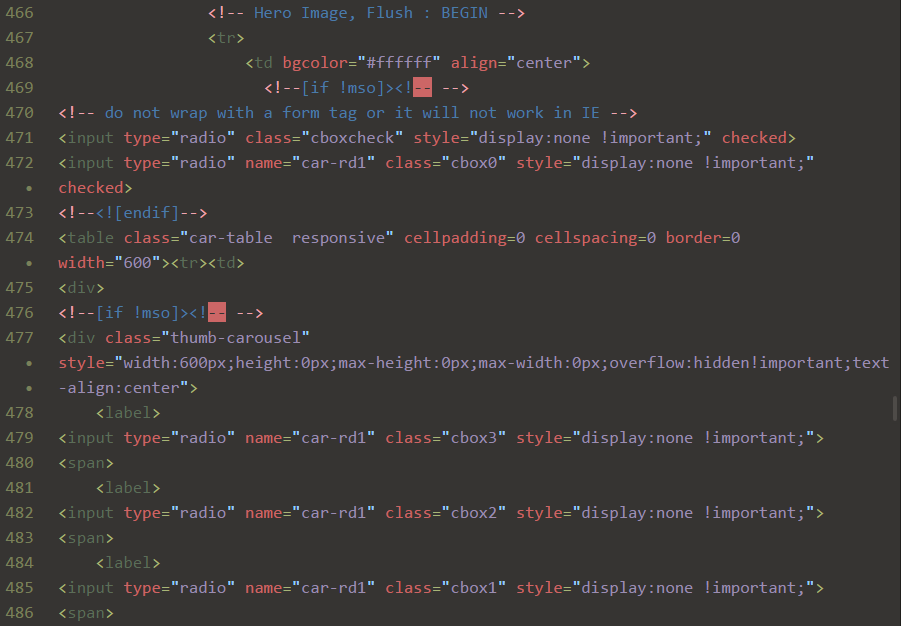 466 <!-- Hero Image, Flush : BEGIN -->
467 <tr>
468 <td bgcolor="#ffffff" align="center">
469 <!--[if !mso]><!-- -->
470 <!-- do not wrap with a form tag or it will not work in IE -->
471 <input type="radio" class="cboxcheck" style="display:none !important;" checked>
472 <input type="radio" name="car-rd1" class="cbox0" style="display:none !important;"
• checked>
473 <!--<![endif]-->
474 <table class="car-table  responsive" cellpadding=0 cellspacing=0 border=0
• width="600"><tr><td>
475 <div>
476 <!--[if !mso]><!-- -->
477 <div class="thumb-carousel"
• style="width:600px;height:0px;max-height:0px;max-width:0px;overflow:hidden!important;text
• -align:center">
478 <label>
479 <input type="radio" name="car-rd1" class="cbox3" style="display:none !important;">
480 <span>
481 <label>
482 <input type="radio" name="car-rd1" class="cbox2" style="display:none !important;">
483 <span>
484 <label>
485 <input type="radio" name="car-rd1" class="cbox1" style="display:none !important;">
486 <span>